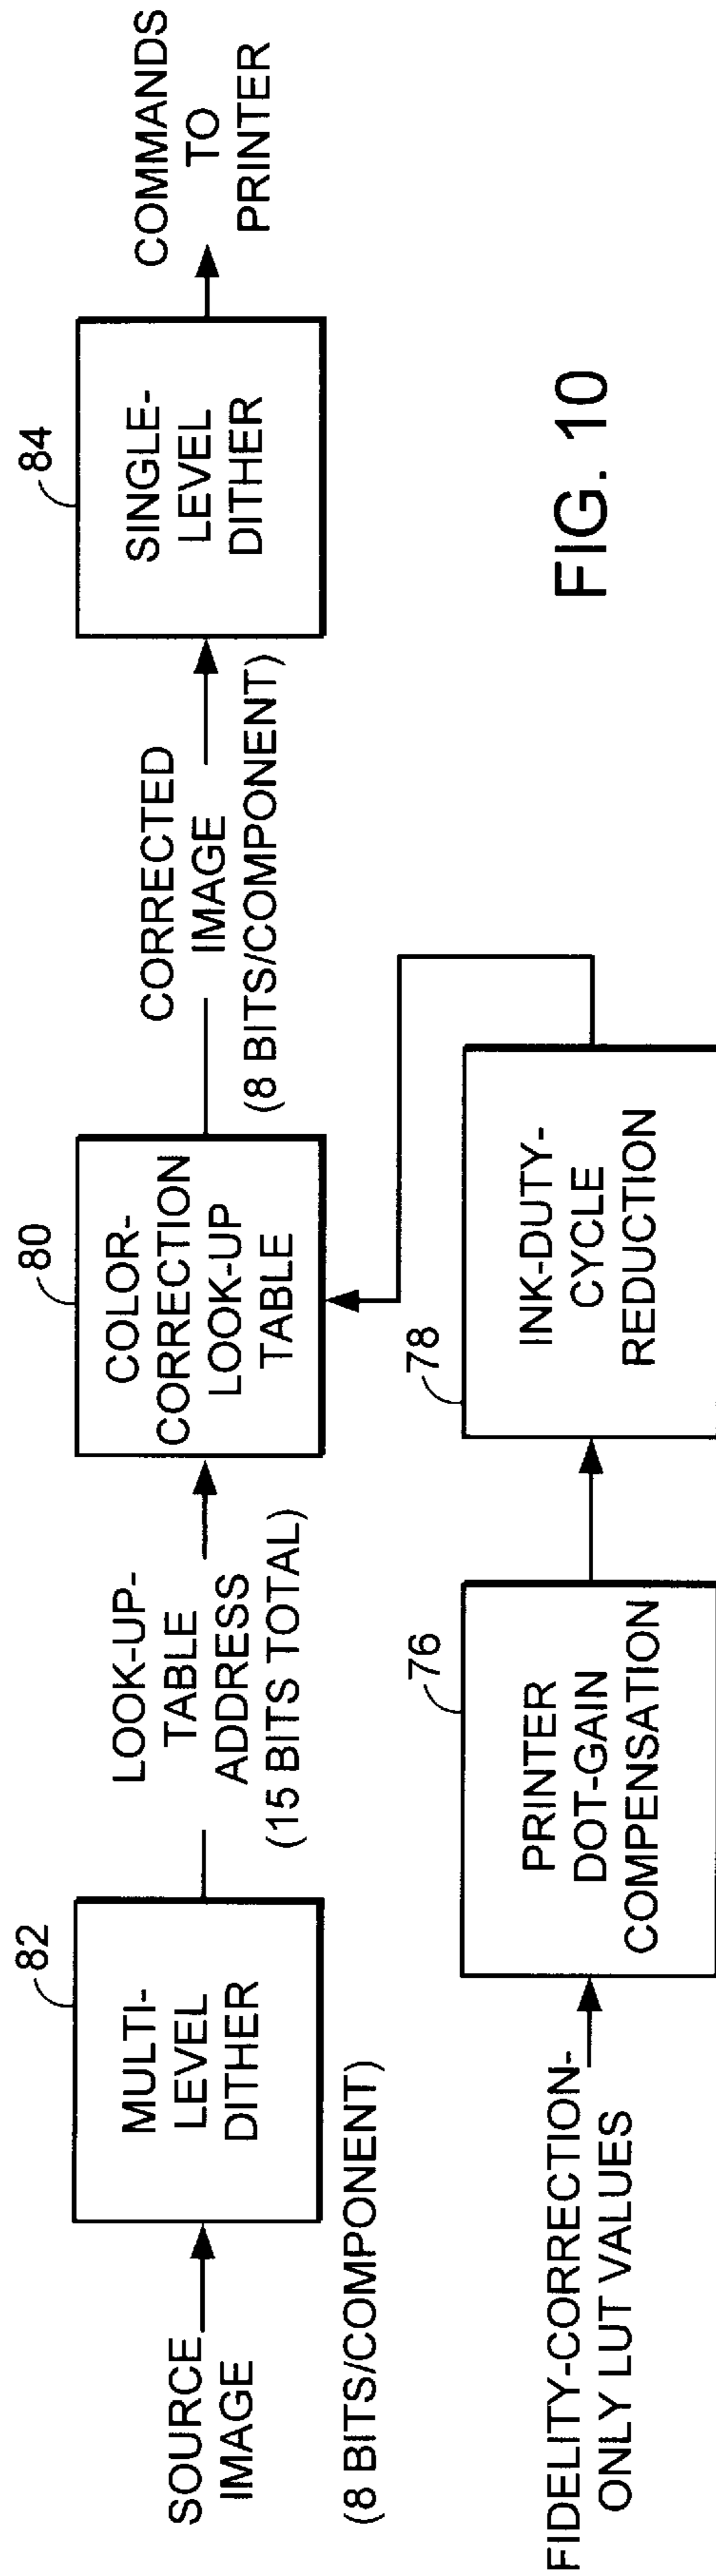 SOURCE
IMAGE
(8 BITS/COMPONENT)
82
MULTI-
LEVEL
DITHER
LOOK-UP-
TABLE
ADDRESS
(15 BITS TOTAL)
80
COLOR-
CORRECTION
LOOK-UP
TABLE
CORRECTED
IMAGE
(8 BITS/COMPONENT)
84
SINGLE-
LEVEL
DITHER
COMMANDS
TO
PRINTER
FIDELITY-CORRECTION-
ONLY LUT VALUES
76
PRINTER
DOT-GAIN
COMPENSATION
78
INK-DUTY-
CYCLE
REDUCTION
FIG. 10